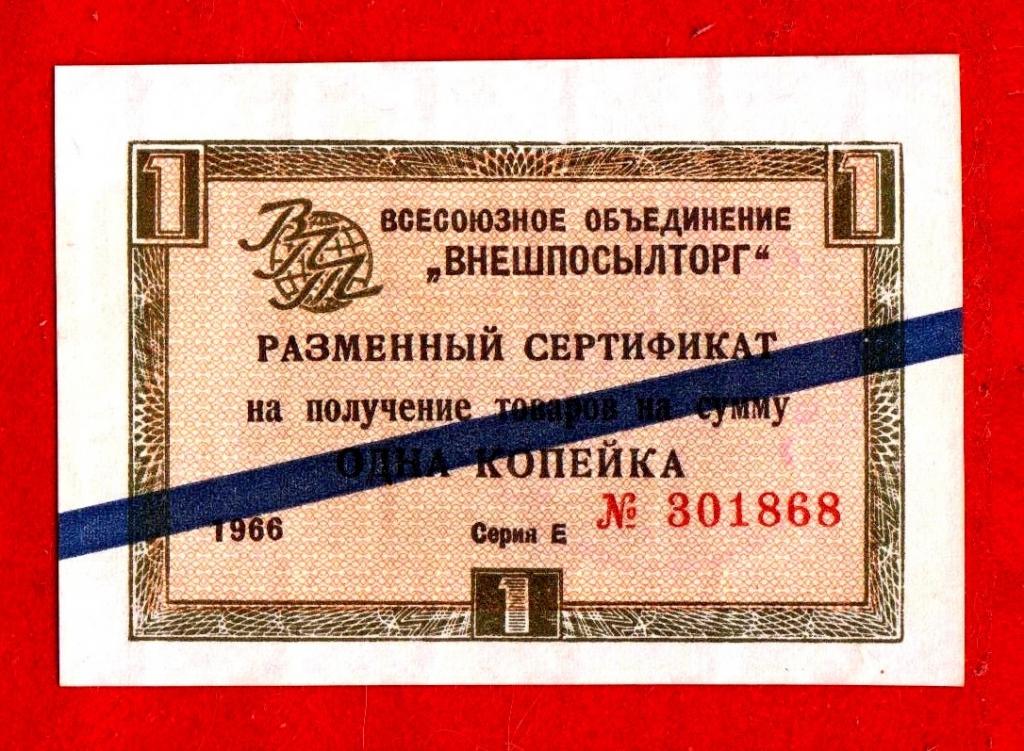 1 1
ВПТ
ВСЕСОЮЗНОЕ ОБЪЕДИНЕНИЕ
„ВНЕШПОСЫЛТОРГ“
РАЗМЕННЫЙ СЕРТИФИКАТ
на получение товаров на сумму
ОДНА КОПЕЙКА
1966 Серия Е № 301868
1